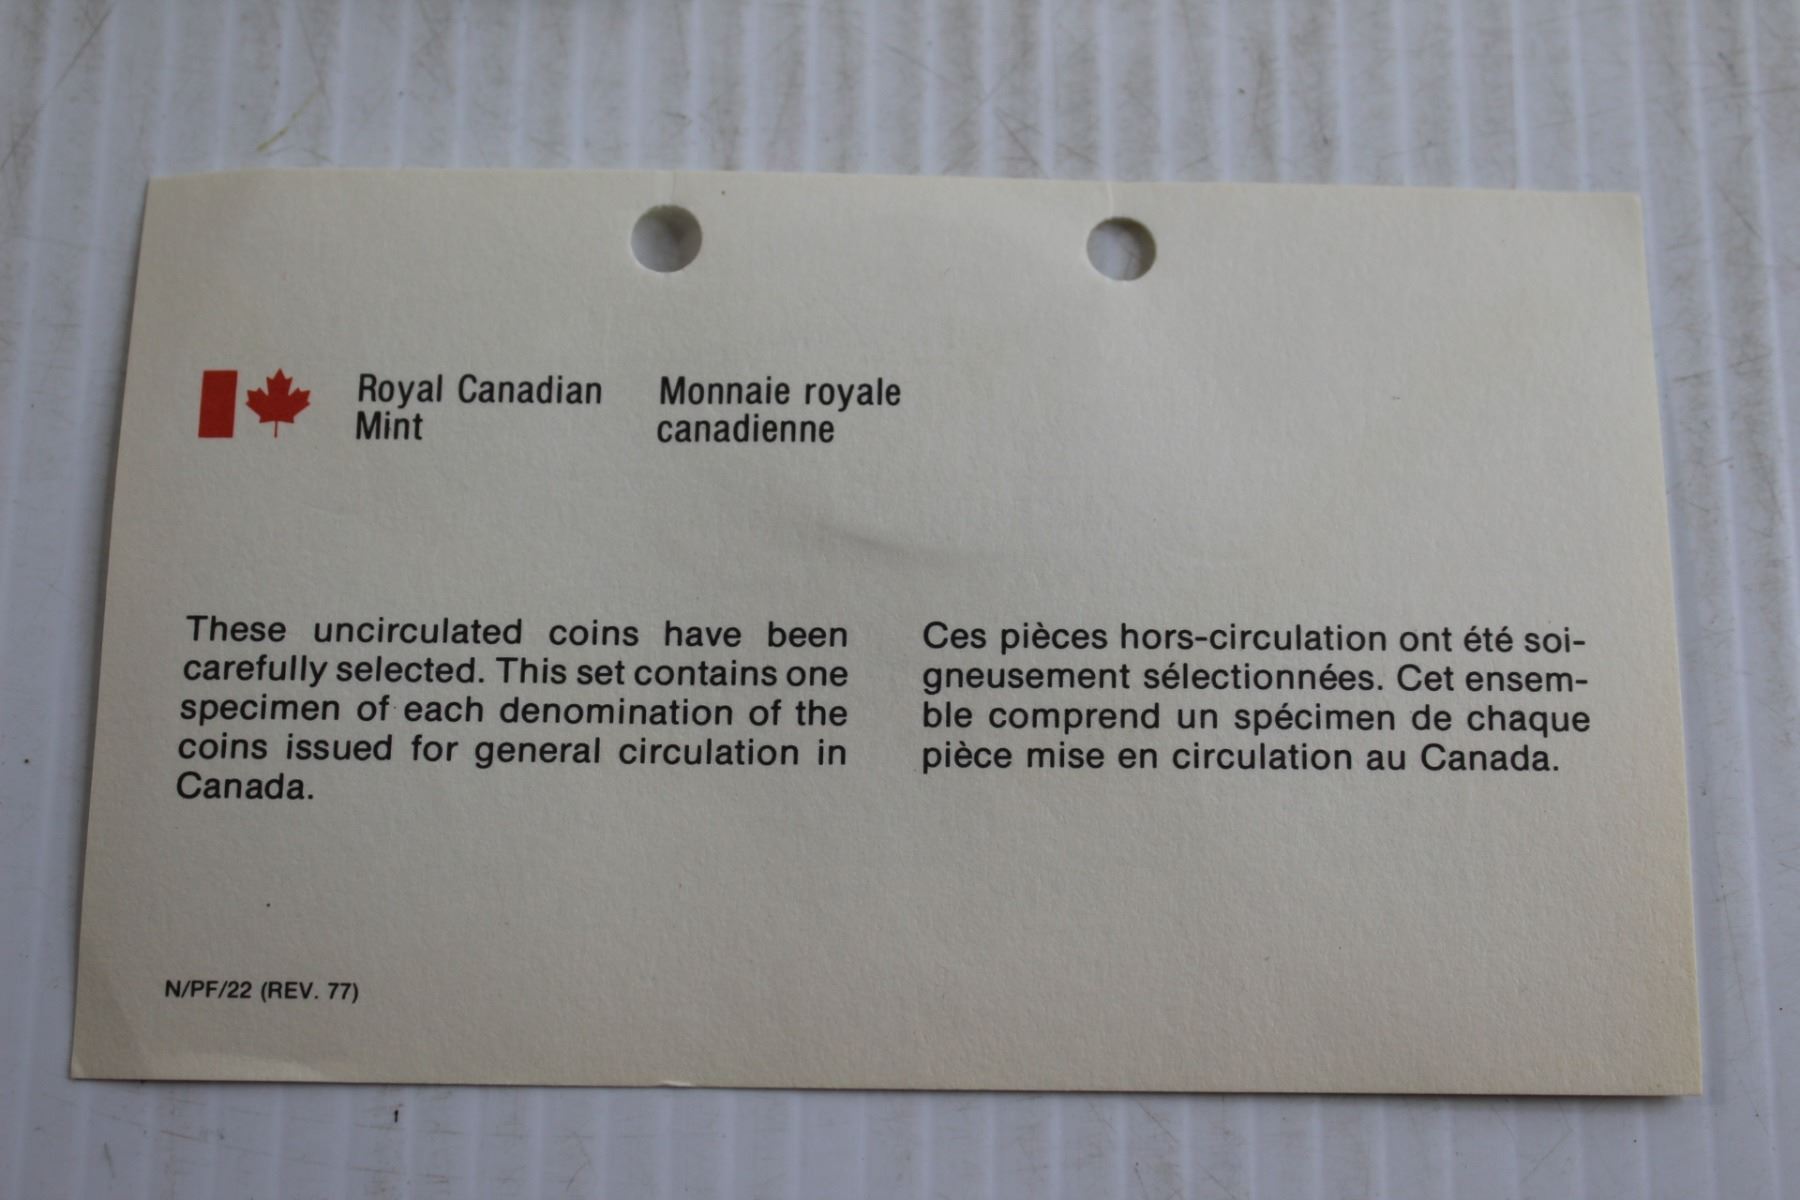 Royal Canadian
Mint
Monnaie royale
canadienne
These uncirculated coins have been
carefully selected. This set contains one
specimen of each denomination of the
coins issued for general circulation in
Canada.
Ces pièces hors-circulation ont été soi-
gneusement sélectionnées. Cet ensem-
ble comprend un spécimen de chaque
pièce mise en circulation au Canada.
N/PF/22 (REV. 77)